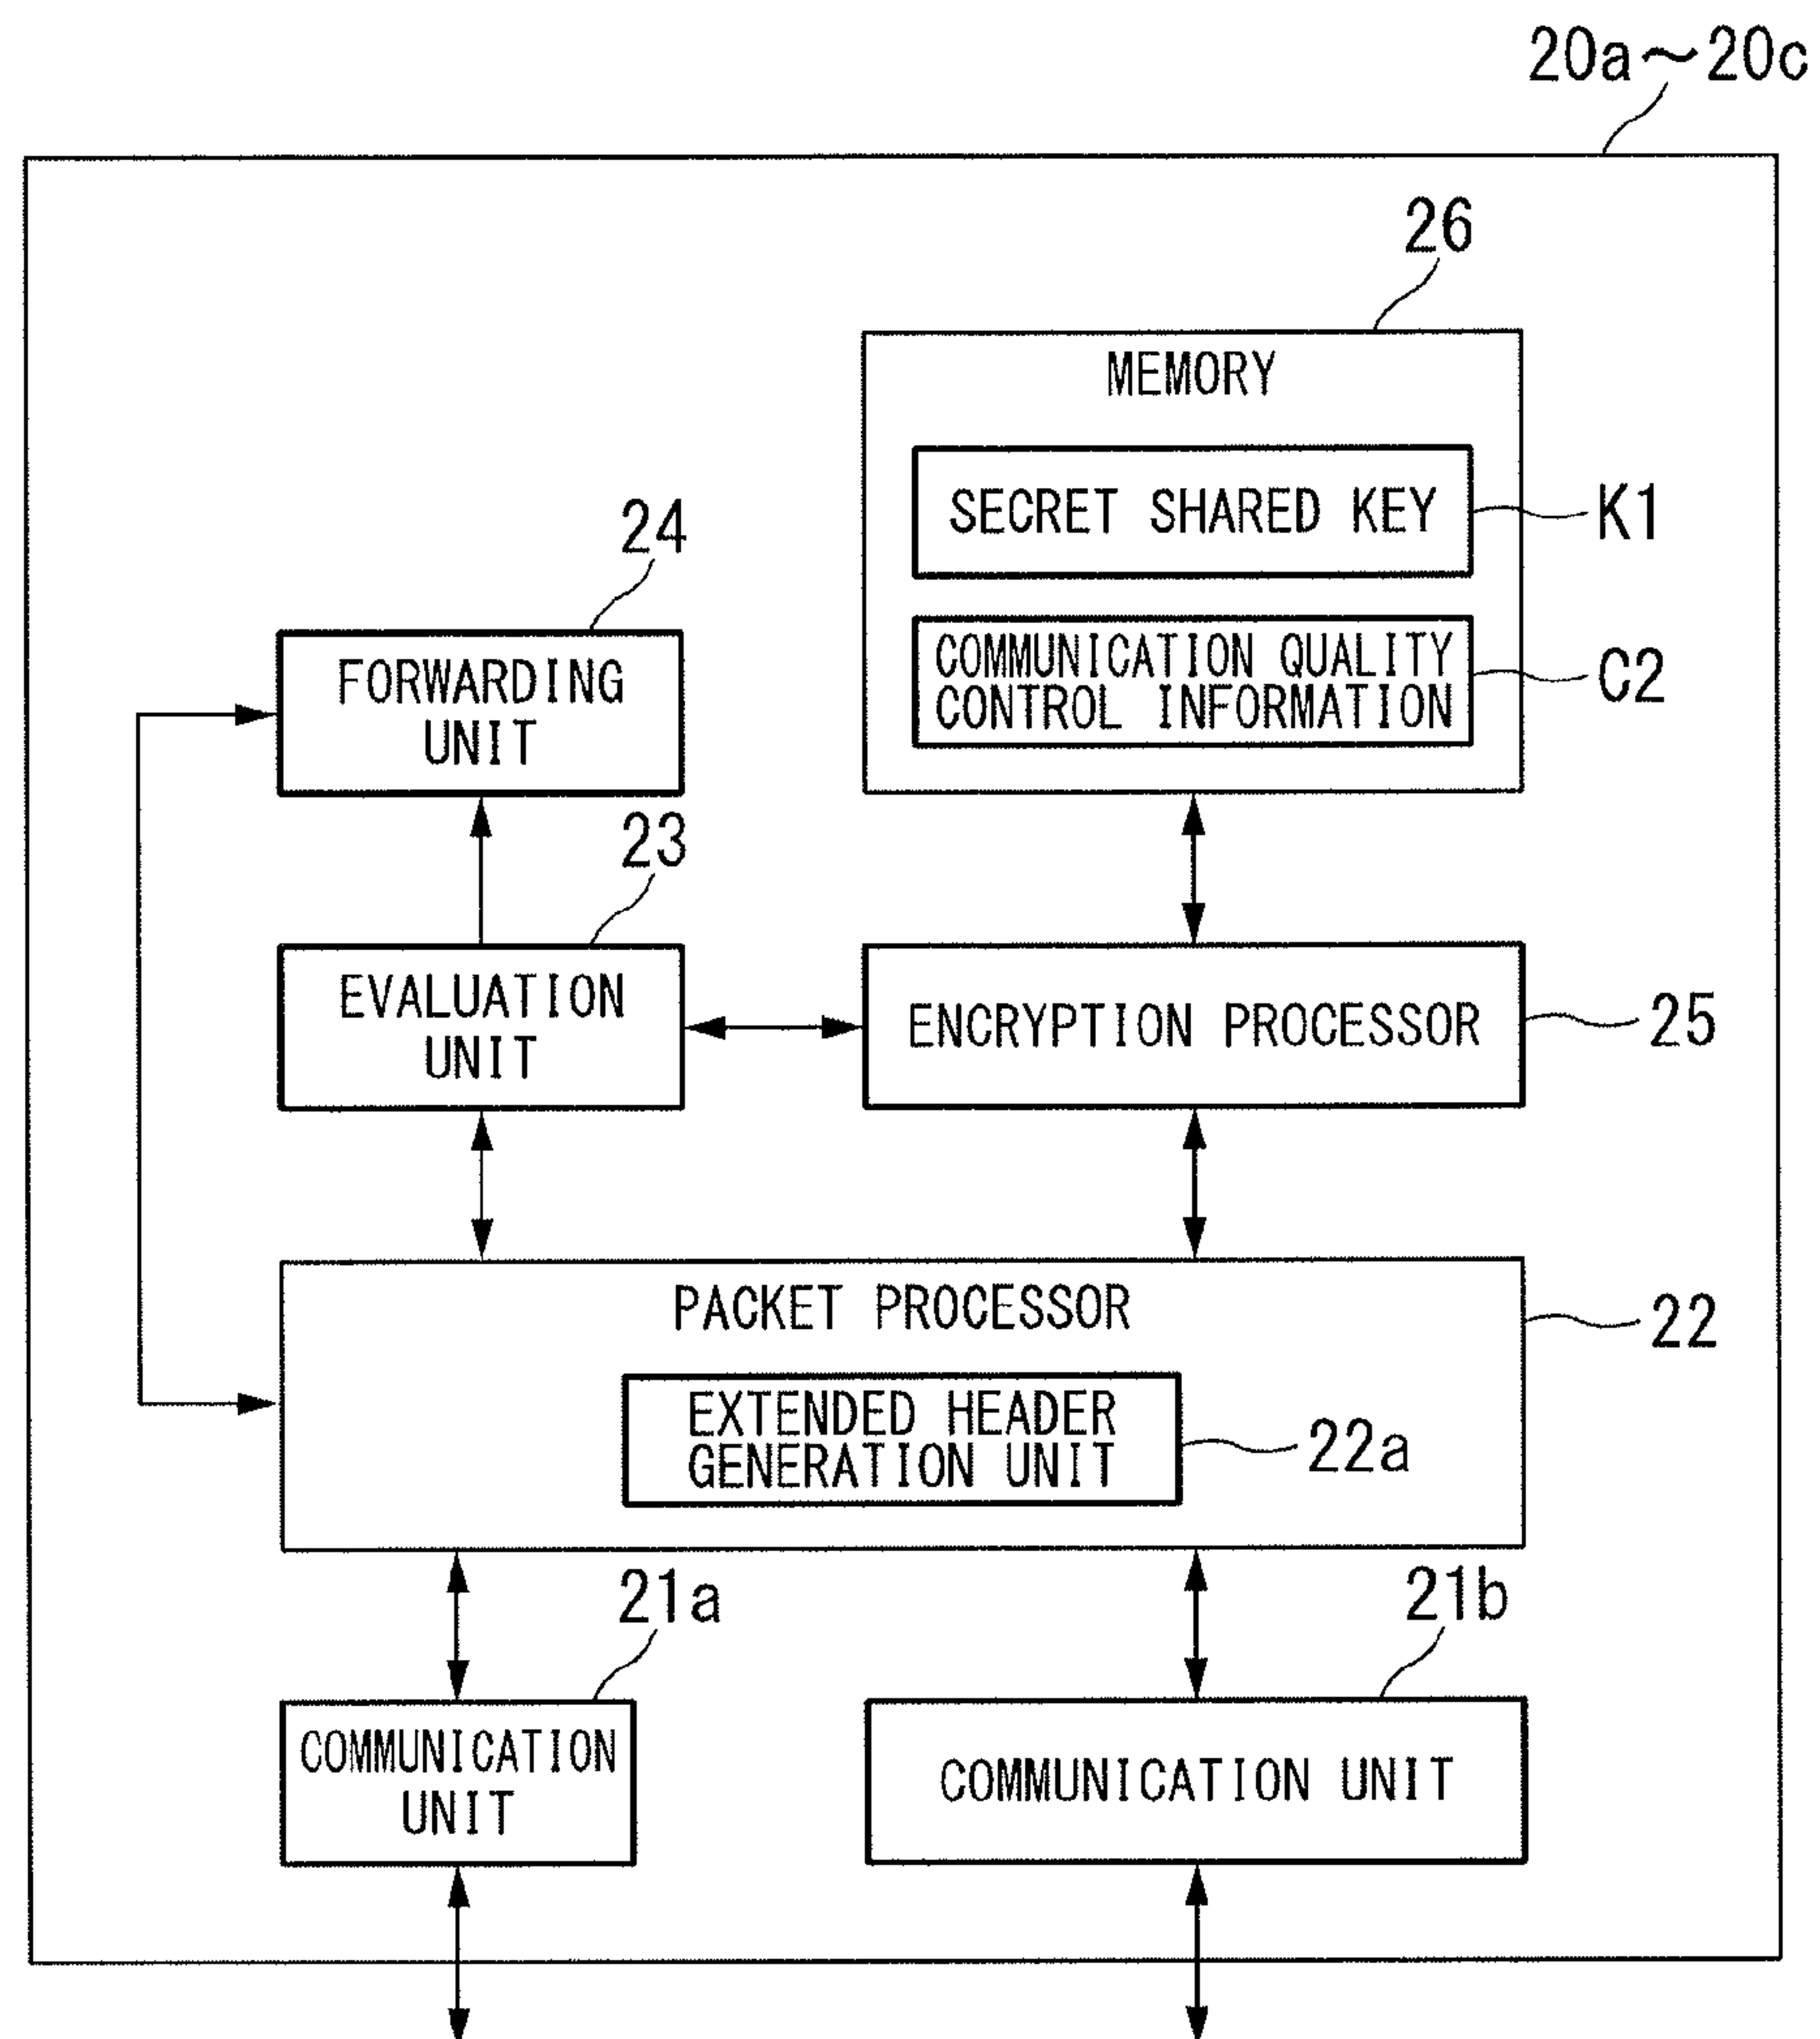 20a~20c
26
MEMORY
SECRET SHARED KEY
K1
COMMUNICATION QUALITY
CONTROL INFORMATION
C2
24
FORWARDING
UNIT
23
EVALUATION
UNIT
ENCRYPTION PROCESSOR
25
PACKET PROCESSOR
22
EXTENDED HEADER
GENERATION UNIT
22a
21a
COMMUNICATION
UNIT
21b
COMMUNICATION UNIT